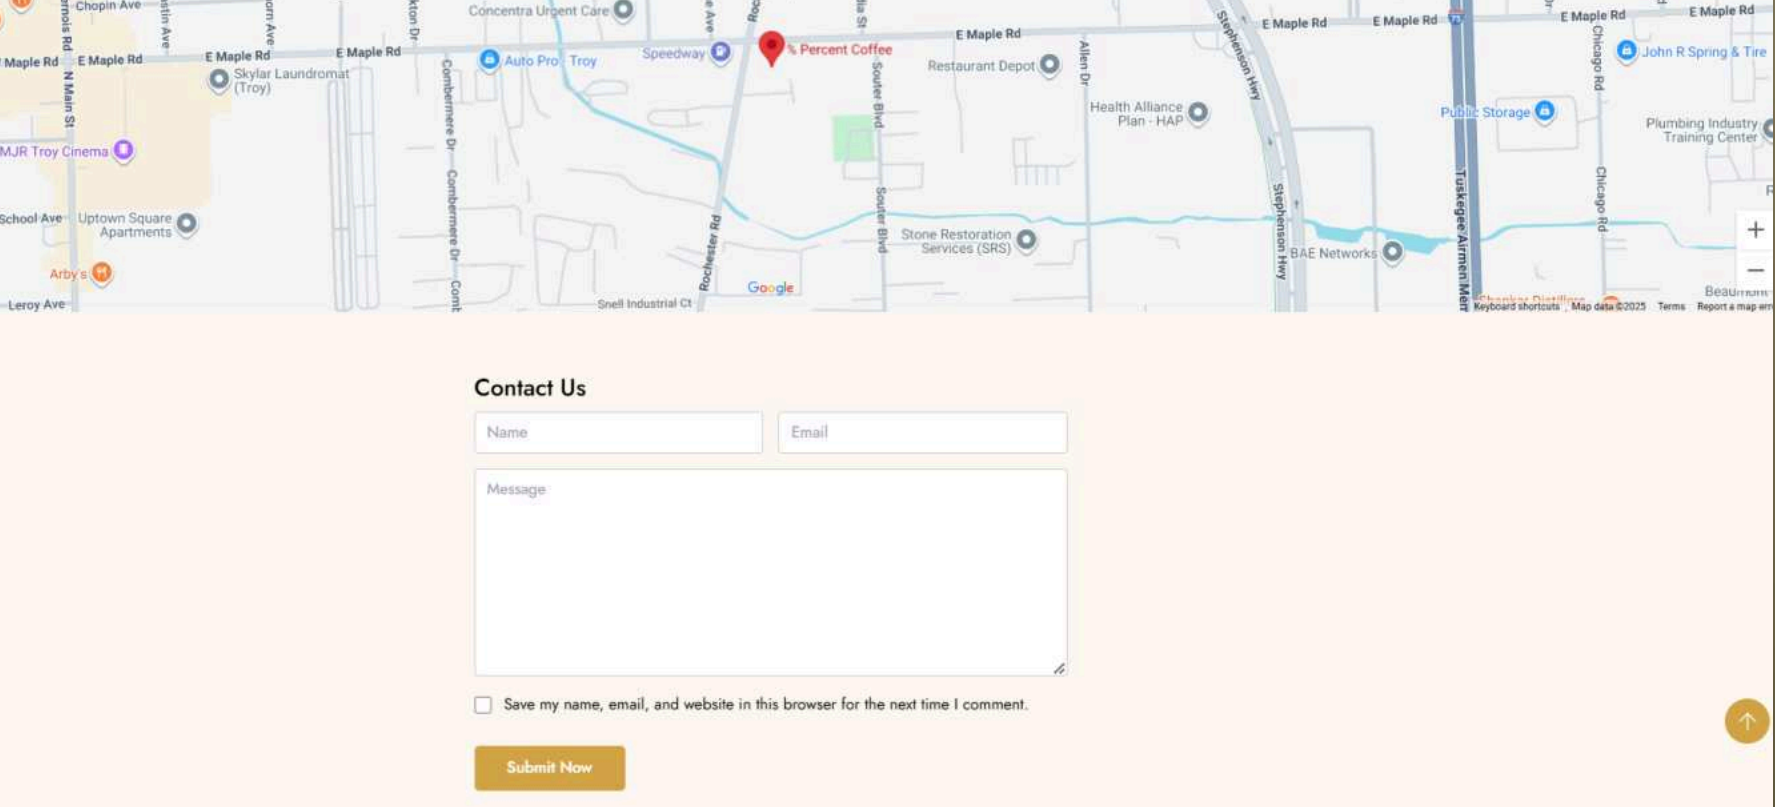 Chopin Ave
Concentra Urgent Care
E Maple Rd
E Maple Rd
E Maple Rd
E Maple Rd
Maple Rd
E Maple Rd
E Maple Rd
E Maple Rd
E Maple Rd
Auto Pro
Troy
Speedway
% Percent Coffee
Restaurant Depot
John R Spring & Tire
Skylar Laundromat
(Troy)
N Main St
Combermere Dr
Souter Blvd
Allen Dr
Stephenson Hwy
Chicago Rd
Health Alliance
Plan - HAP
Public Storage
Plumbing Industry
Training Center
MJR Troy Cinema
Combermere Dr
Souter Blvd
Stephenson Hwy
Tuskegee Airmen
Chicago Rd
School Ave
Uptown Square
Apartments
Rochester Rd
Stone Restoration
Services (SRS)
BAE Networks
Arby's
Google
Leroy Ave
Snell Industrial Ct
Keyboard shortcuts
Map data ©2025
Terms
Report a map
Contact Us
Name
Email
Message
Save my name, email, and website in this browser for the next time I comment.
Submit Now